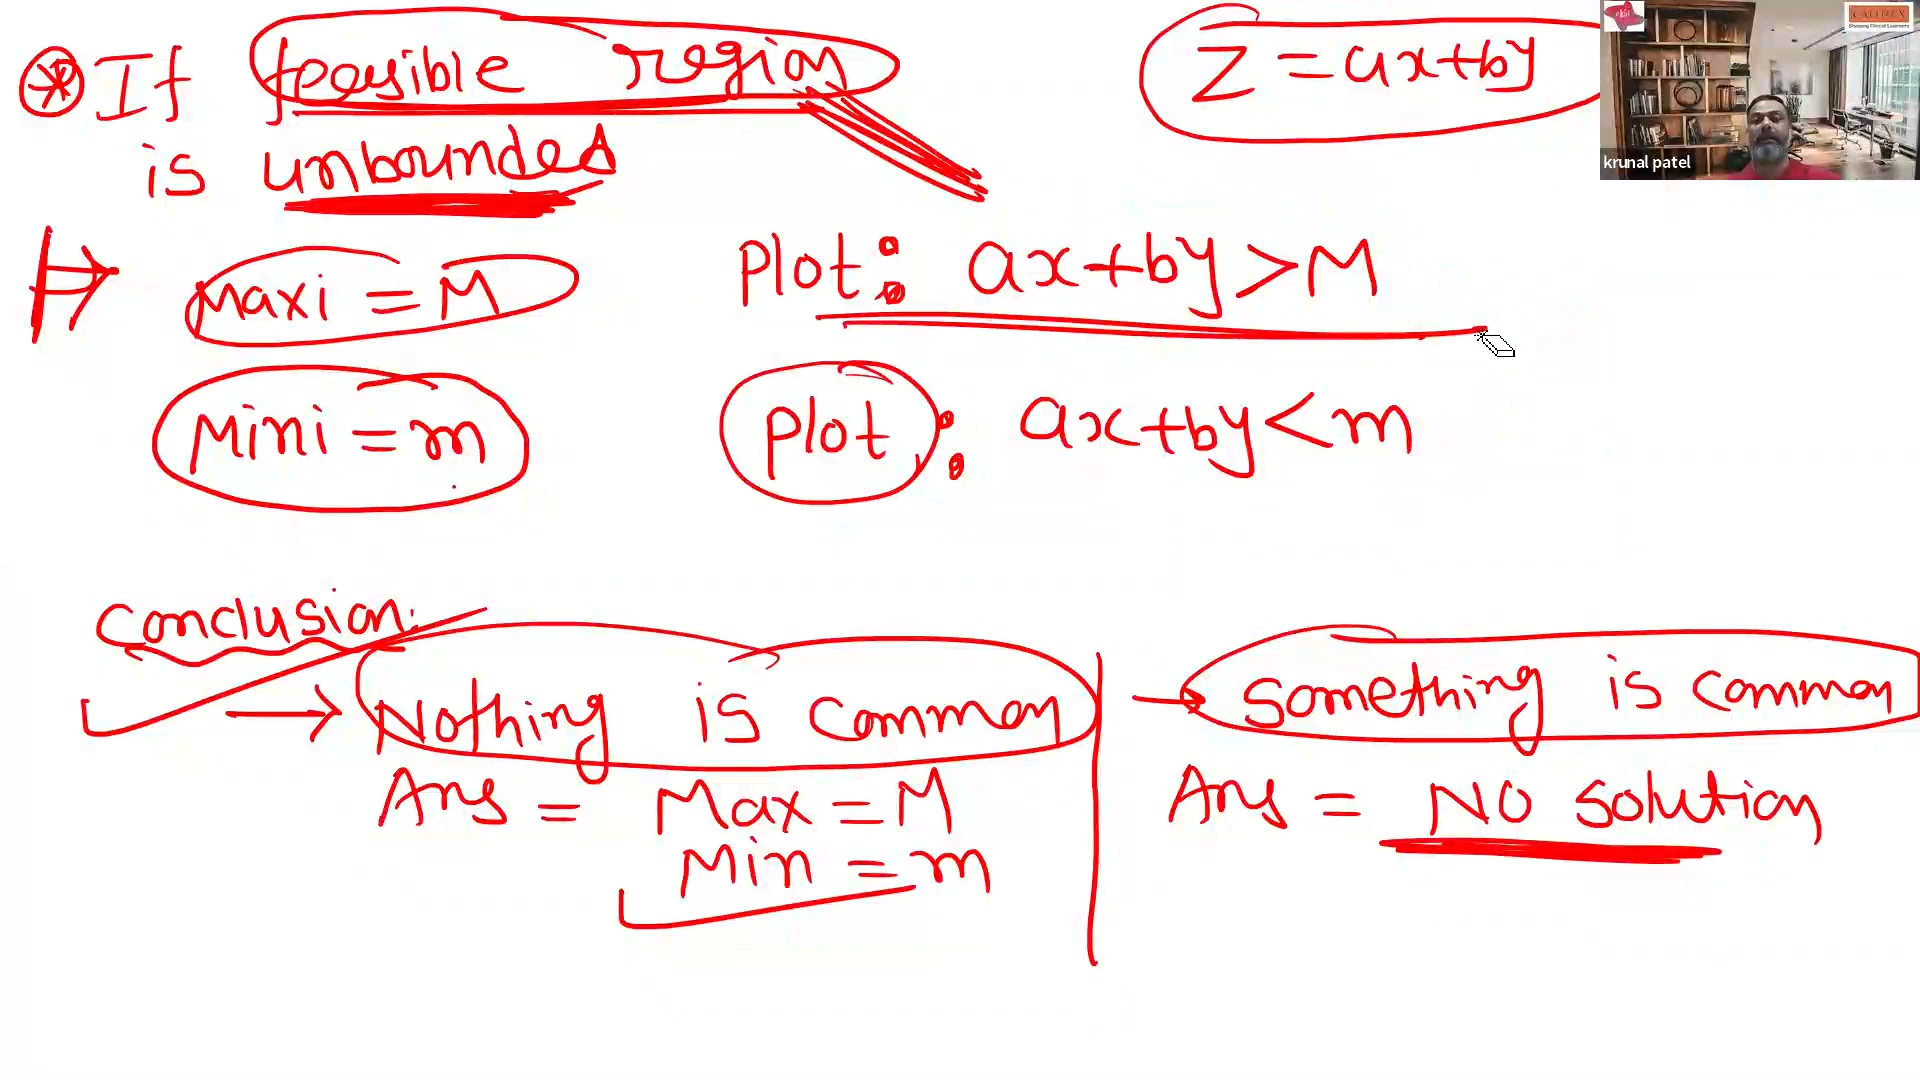 If feasible region
is unbounded
Z = ax+by
krunal patel
Maxi = M
Plot: ax+by>M
Mini = m
Plot: ax+by<m
Conclusion:
→ Nothing is common
Ans = Max = M
Min = m
→ Something is common
Ans = No solution